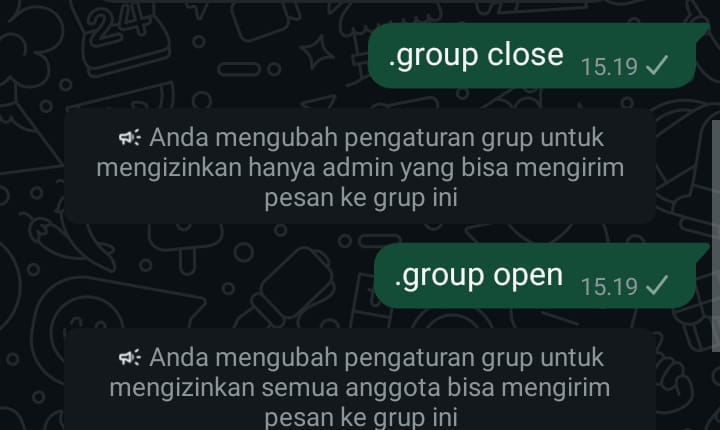 .group close 15.19
Anda mengubah pengaturan grup untuk
mengizinkan hanya admin yang bisa mengirim
pesan ke grup ini
.group open 15.19
Anda mengubah pengaturan grup untuk
mengizinkan semua anggota bisa mengirim
pesan ke grup ini